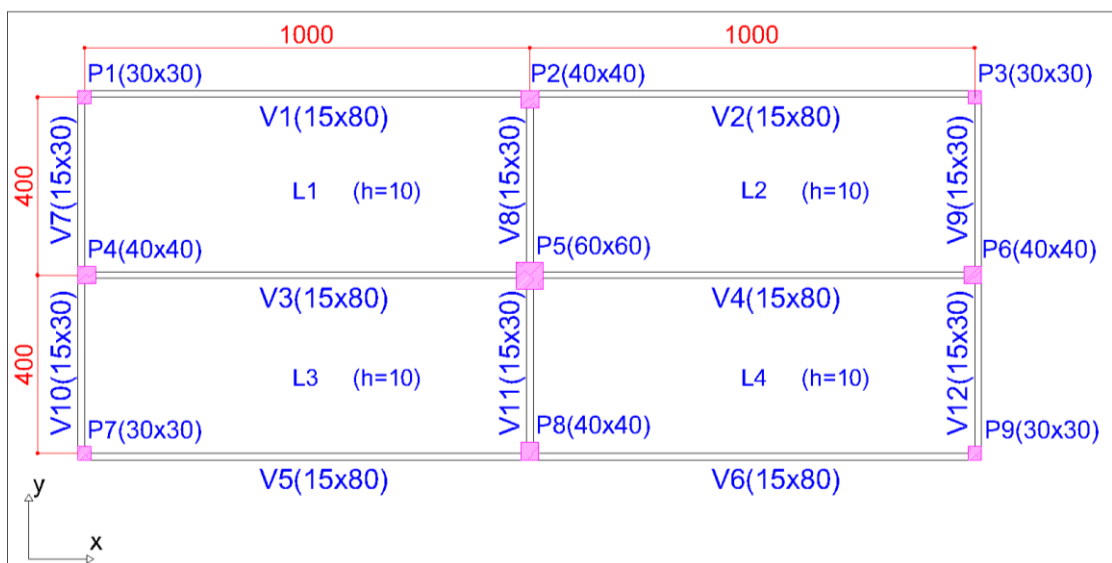 1000 1000
P1(30x30) P2(40x40) P3(30x30)
V1(15x80) V2(15x80)
400 V7(15x30) L1 (h=10) V8(15x30) L2 (h=10) V9(15x30)
P4(40x40) P5(60x60) P6(40x40)
V3(15x80) V4(15x80)
400 V10(15x30) L3 (h=10) V11(15x30) L4 (h=10) V12(15x30)
P7(30x30) P8(40x40) P9(30x30)
V5(15x80) V6(15x80)
y
x